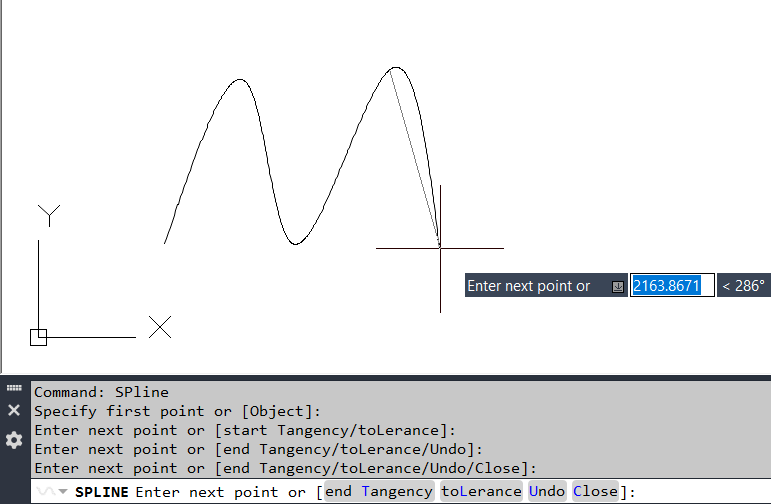 Y
X
Enter next point or 2163.8671 < 286°
Command: SPline
Specify first point or [Object]:
Enter next point or [start Tangency/toLerance]:
Enter next point or [end Tangency/toLerance/Undo]:
Enter next point or [end Tangency/toLerance/Undo/Close]:
SPLINE Enter next point or [end Tangency toLerance Undo Close]: